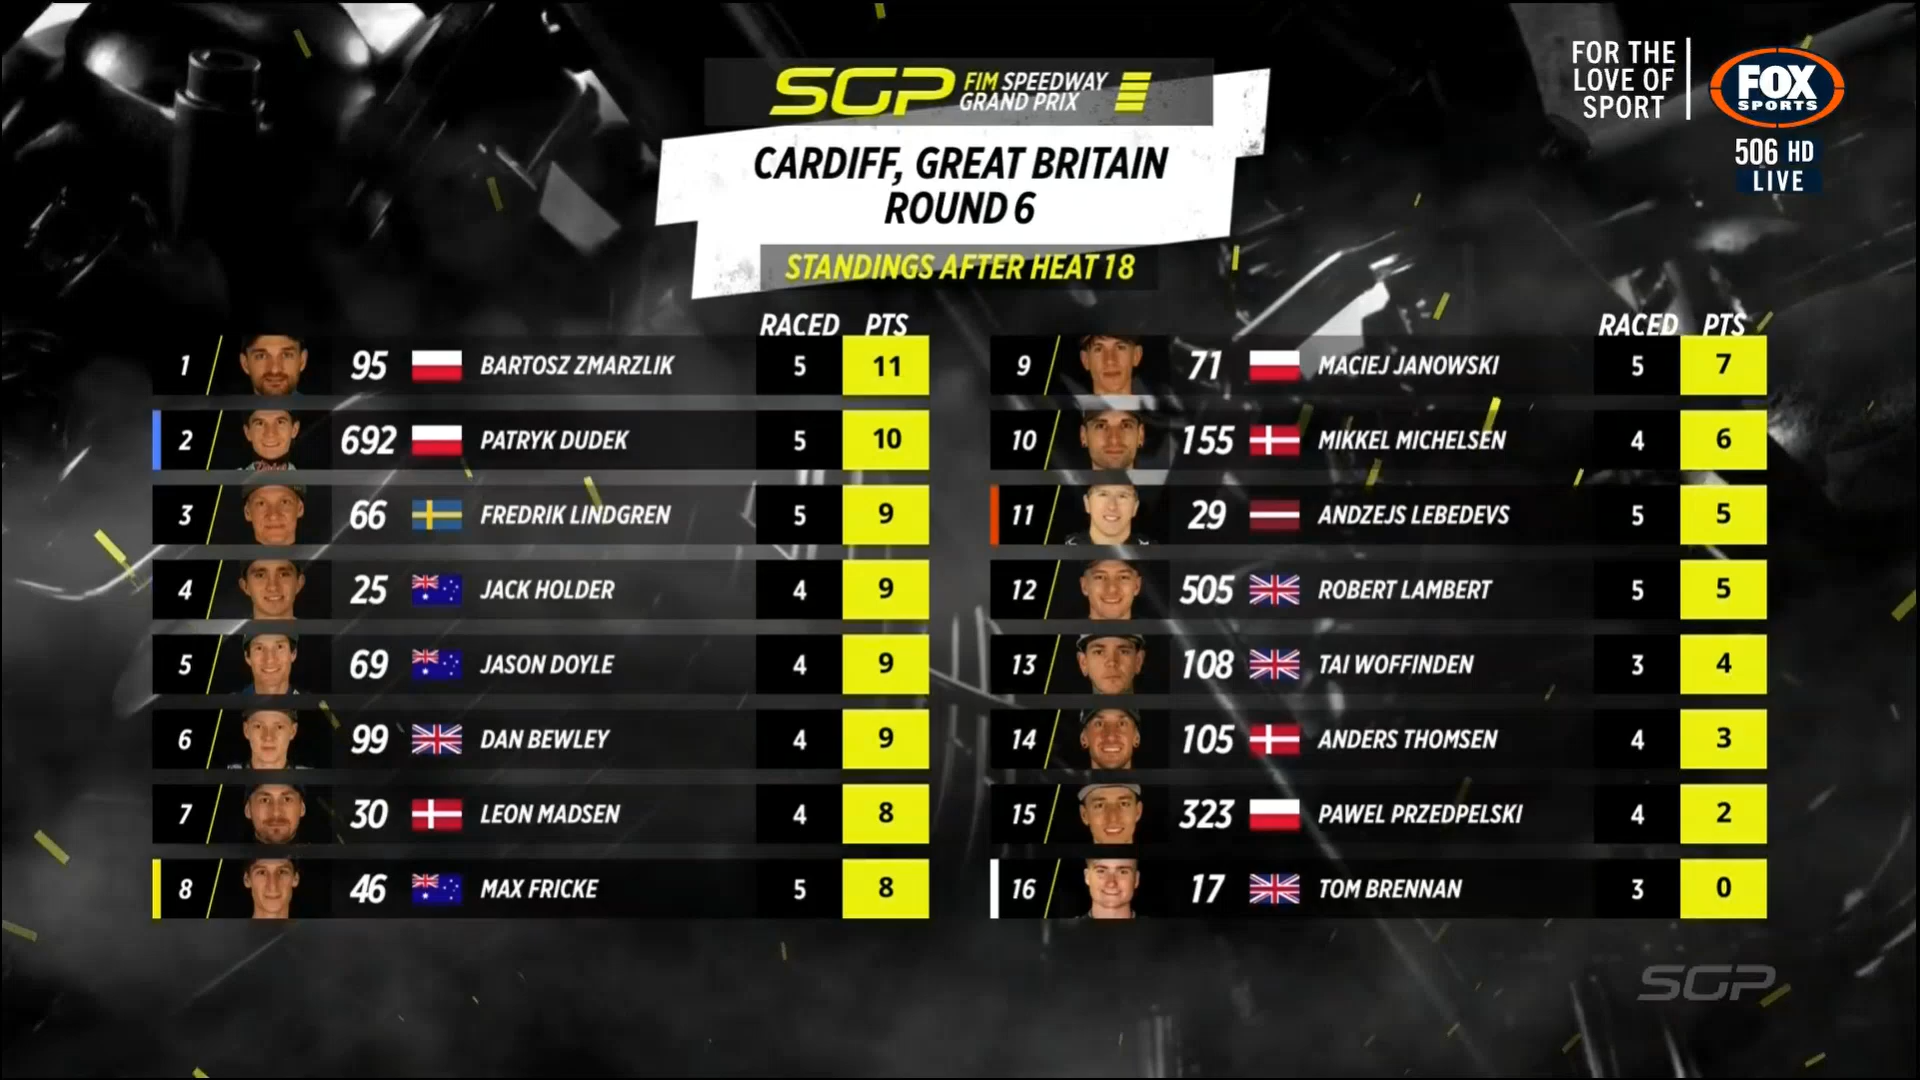 SGP FIM SPEEDWAY
GRAND PRIX
FOR THE
LOVE OF
SPORT
FOX
SPORTS
506 HD
LIVE
CARDIFF, GREAT BRITAIN
ROUND 6
STANDINGS AFTER HEAT 18
RACED PTS
1 95 BARTOSZ ZMARZLIK 5 11
2 692 PATRYK DUDEK 5 10
3 66 FREDRIK LINDGREN 5 9
4 25 JACK HOLDER 4 9
5 69 JASON DOYLE 4 9
6 99 DAN BEWLEY 4 9
7 30 LEON MADSEN 4 8
8 46 MAX FRICKE 5 8
RACED PTS
9 71 MACIEJ JANOWSKI 5 7
10 155 MIKKEL MICHELSEN 4 6
11 29 ANDZEJS LEBEDEVS 5 5
12 505 ROBERT LAMBERT 5 5
13 108 TAI WOFFINDEN 3 4
14 105 ANDERS THOMSEN 4 3
15 323 PAWEL PRZEDPELSKI 4 2
16 17 TOM BRENNAN 3 0
SGP